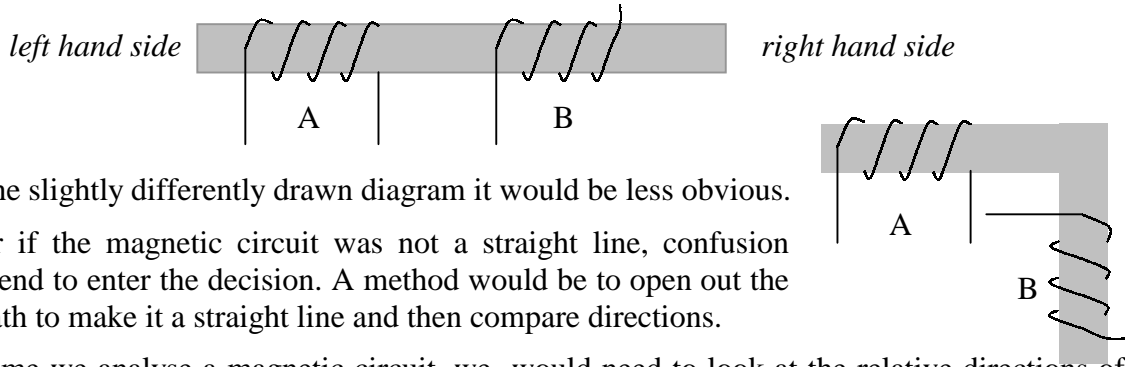 left hand side
right hand side
A
B
A
B
ne slightly differently drawn diagram it would be less obvious.
r if the magnetic circuit was not a straight line, confusion
end to enter the decision. A method would be to open out the
ath to make it a straight line and then compare directions.
me we analyse a magnetic circuit, we would need to look at the relative directions of